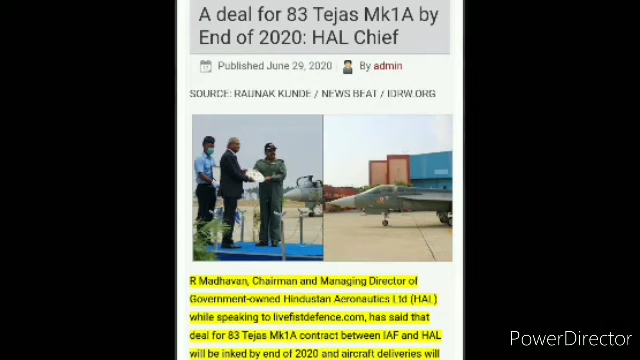 A deal for 83 Tejas Mk1A by
End of 2020: HAL Chief
Published June 29, 2020 By admin
SOURCE: RAUNAK KUNDE / NEWS BEAT / IDRW.ORG
R Madhavan, Chairman and Managing Director of
Government-owned Hindustan Aeronautics Ltd (HAL)
while speaking to livefistdefence.com, has said that
deal for 83 Tejas Mk1A contract between IAF and HAL
will be inked by end of 2020 and aircraft deliveries will
PowerDirector